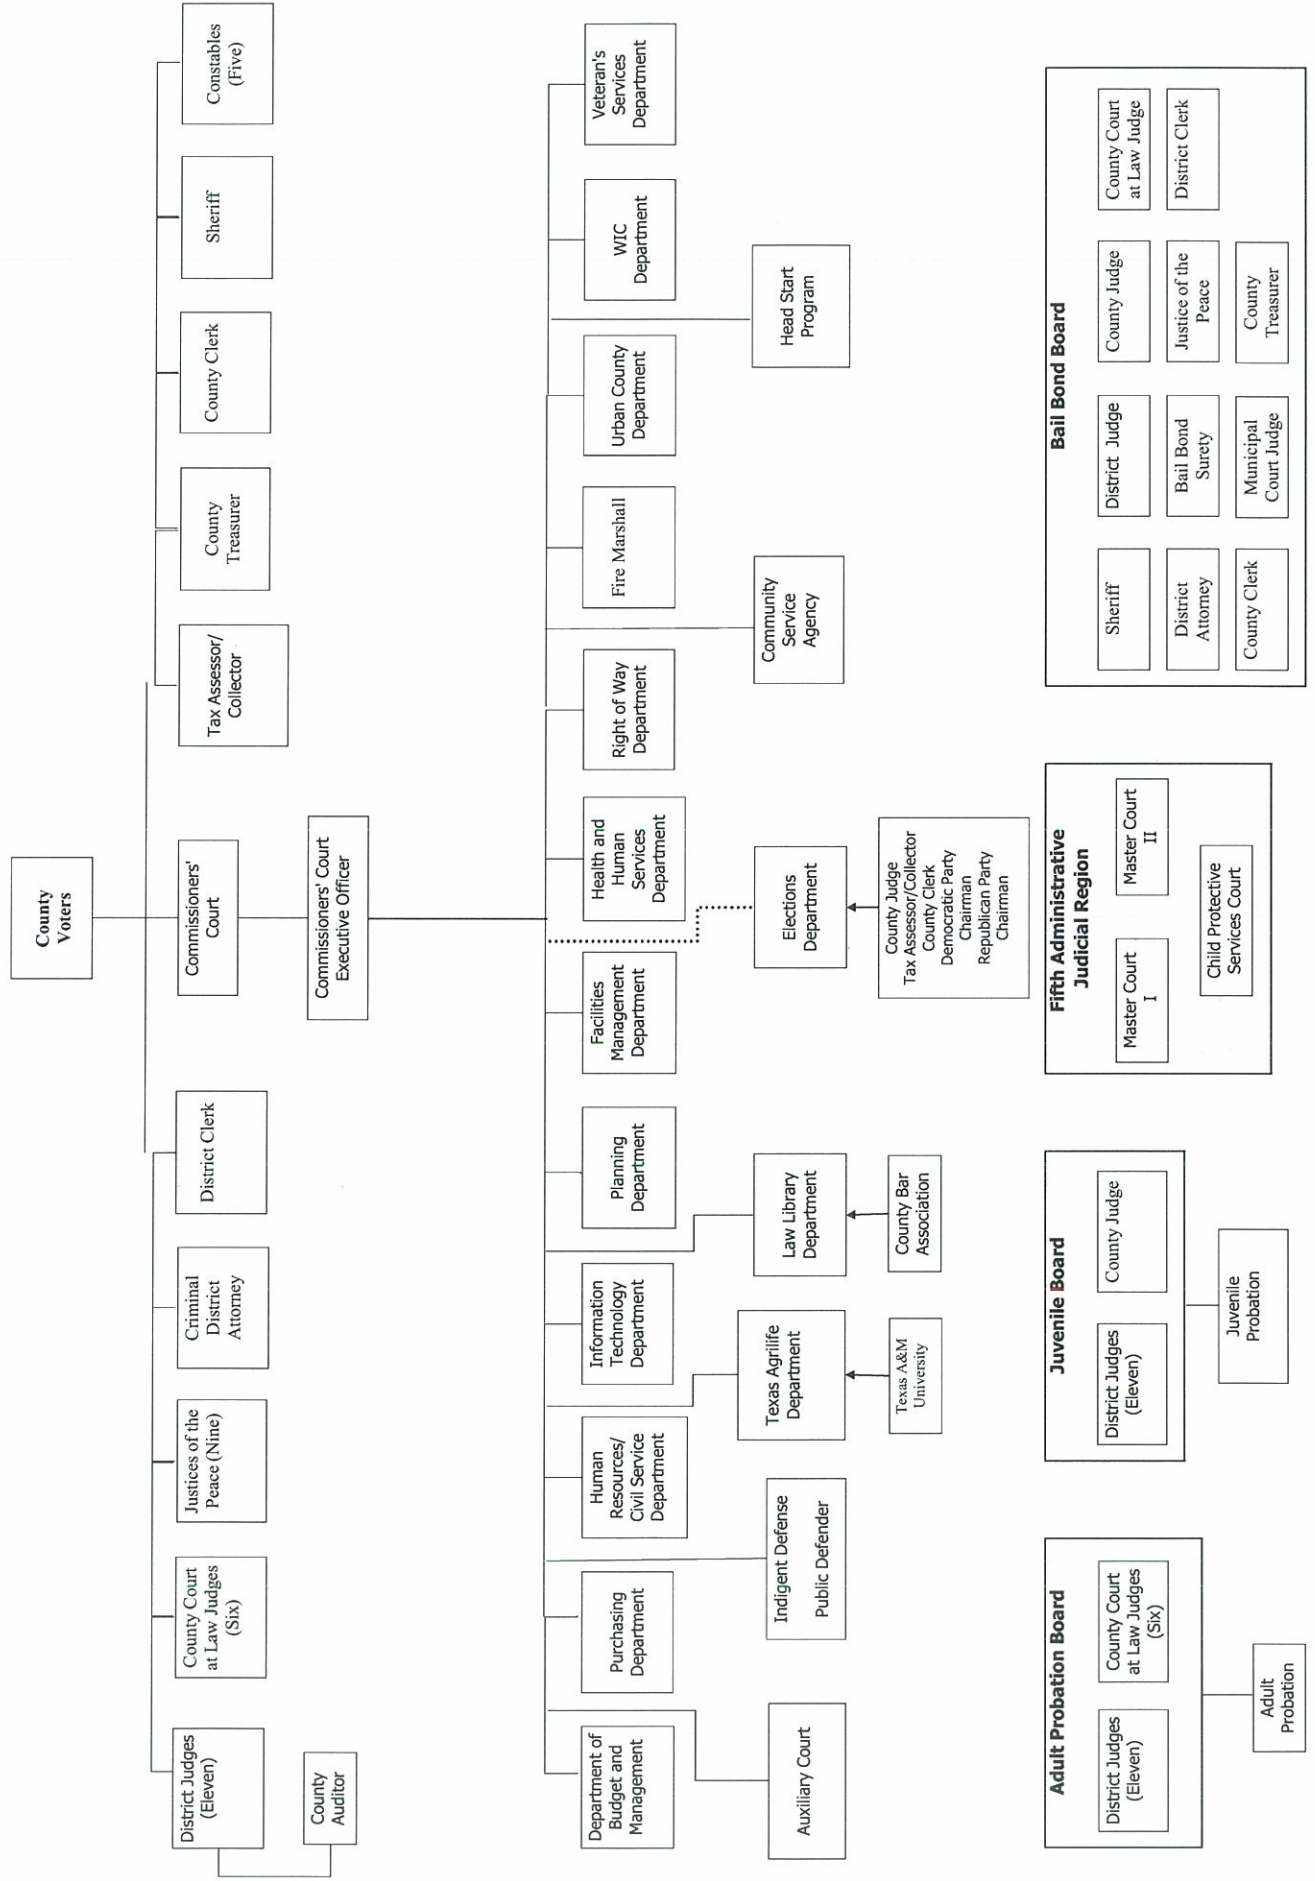 County
Voters
District Judges
(Eleven)
County Court
at Law Judges
(Six)
Justices of the
Peace (Nine)
Criminal
District
Attorney
District Clerk
Commissioners'
Court
Tax Assessor/
Collector
County
Treasurer
County Clerk
Sheriff
Constables
(Five)
County
Auditor
Commissioners' Court
Executive Officer
Department of
Budget and
Management
Purchasing
Department
Human
Resources/
Civil Service
Department
Information
Technology
Department
Planning
Department
Facilities
Management
Department
Health and
Human
Services
Department
Right of Way
Department
Fire Marshall
Urban County
Department
WIC
Department
Veteran's
Services
Department
Auxiliary Court
Indigent Defense
Public Defender
Texas Agrilife
Department
Law Library
Department
Elections
Department
Community
Service
Agency
Head Start
Program
Texas A&M
University
County Bar
Association
County Judge
Tax Assessor/Collector
County Clerk
Democratic Party
Chairman
Republican Party
Chairman
Adult Probation Board
District Judges
(Eleven)
County Court
at Law Judges
(Six)
Adult
Probation
Juvenile Board
District Judges
(Eleven)
County Judge
Juvenile
Probation
Fifth Administrative
Judicial Region
Master Court
I
Master Court
II
Child Protective
Services Court
Bail Bond Board
Sheriff
District Judge
County Judge
County Court
at Law Judge
District
Attorney
Bail Bond
Surety
Justice of the
Peace
District Clerk
County Clerk
Municipal
Court Judge
County
Treasurer